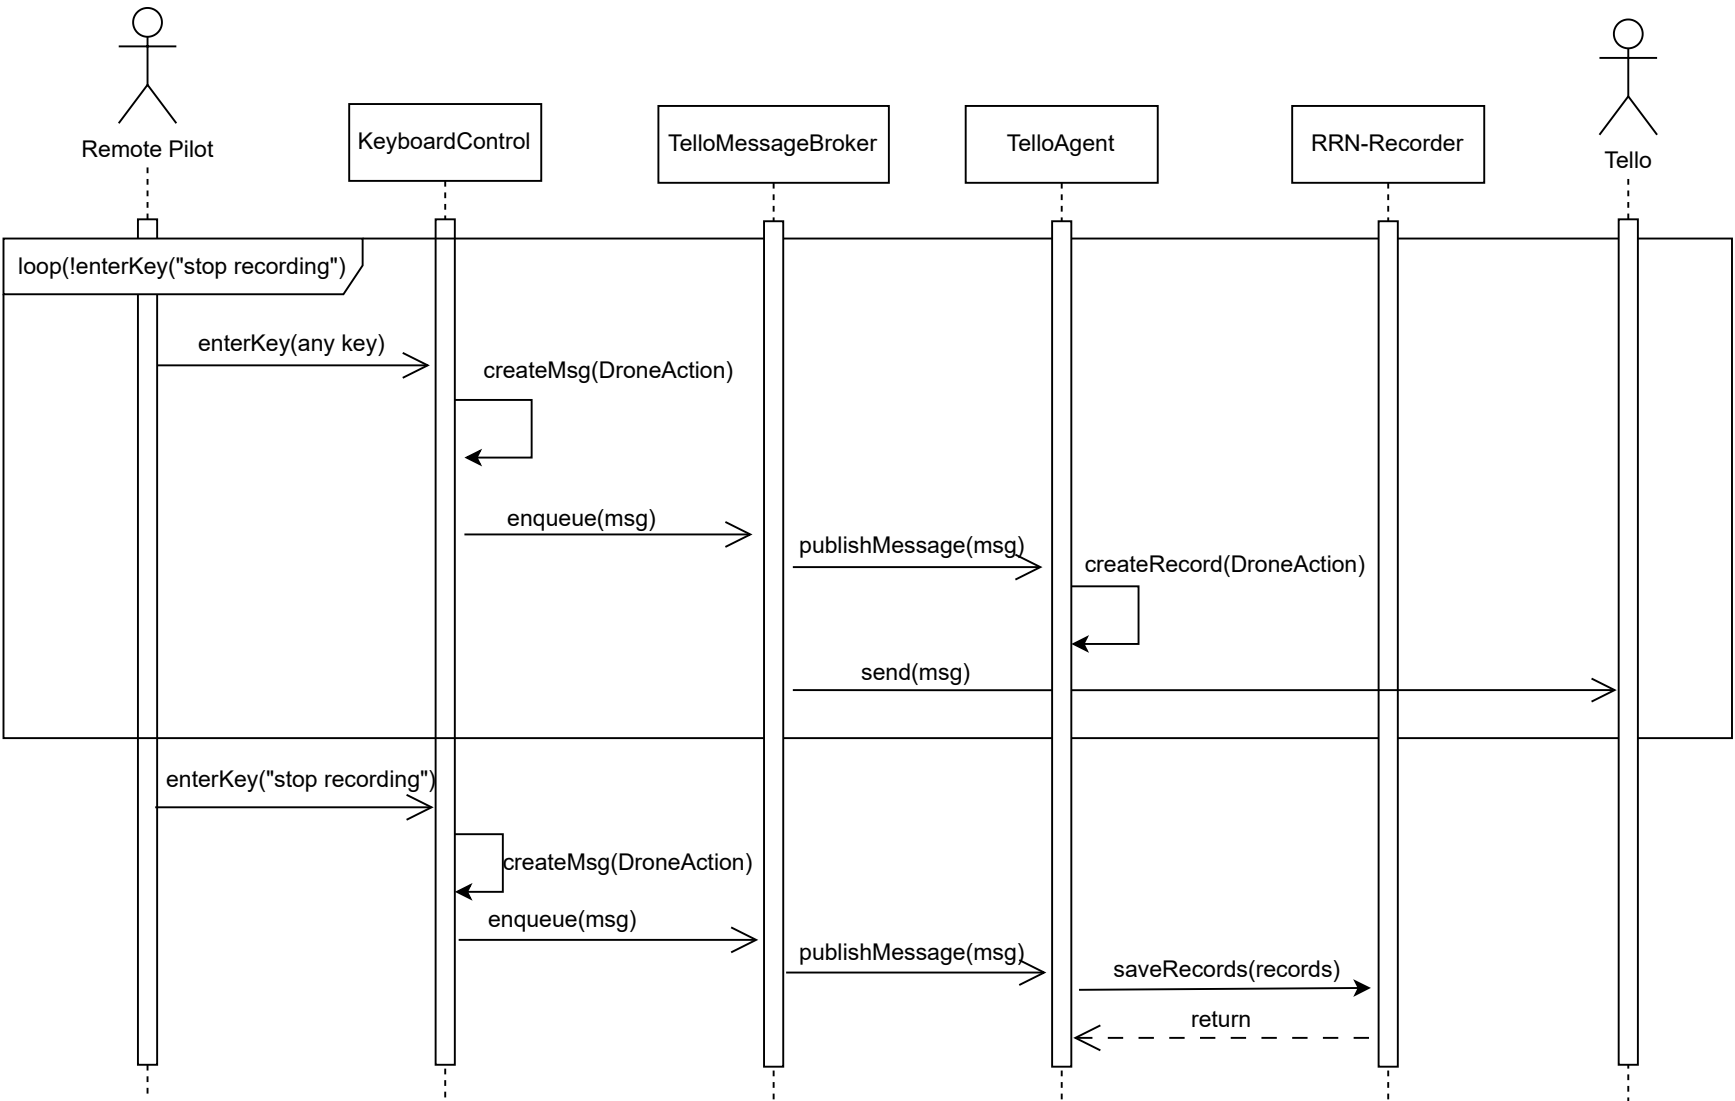 Remote Pilot
KeyboardControl
TelloMessageBroker
TelloAgent
RRN-Recorder
Tello
loop(!enterKey("stop recording")
enterKey(any key)
createMsg(DroneAction)
enqueue(msg)
publishMessage(msg)
createRecord(DroneAction)
send(msg)
enterKey("stop recording")
createMsg(DroneAction)
enqueue(msg)
publishMessage(msg)
saveRecords(records)
return